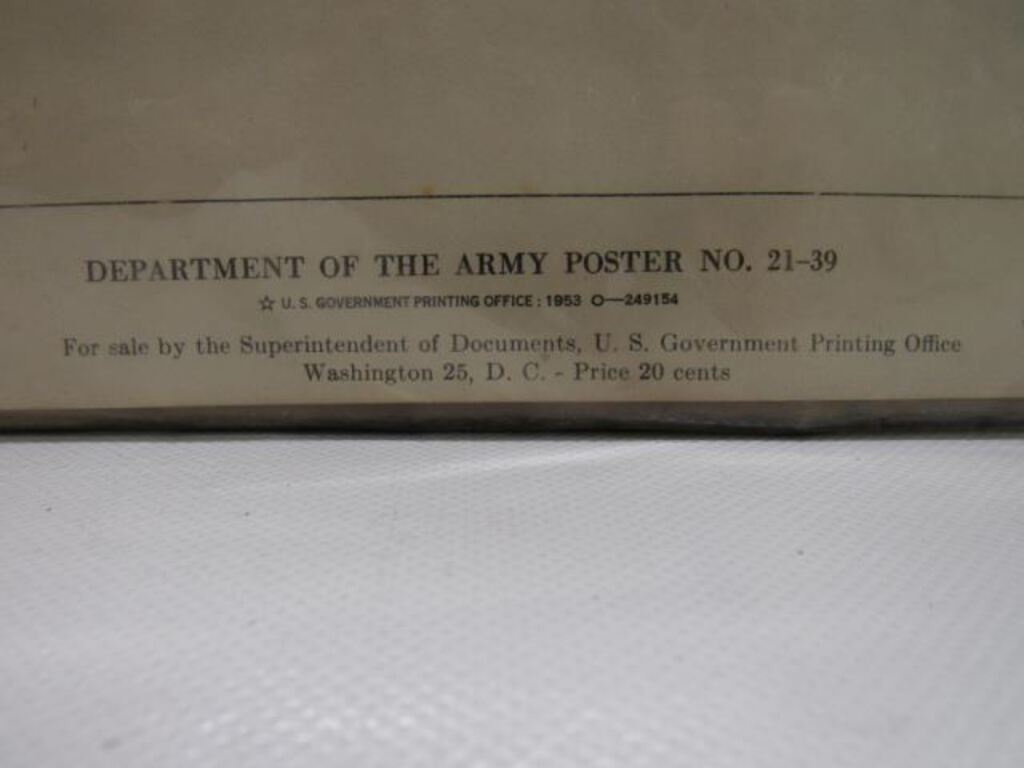 DEPARTMENT OF THE ARMY POSTER NO. 21–39
☆ U. S. GOVERNMENT PRINTING OFFICE : 1953 O—249154
For sale by the Superintendent of Documents, U. S. Government Printing Office
Washington 25, D. C. - Price 20 cents